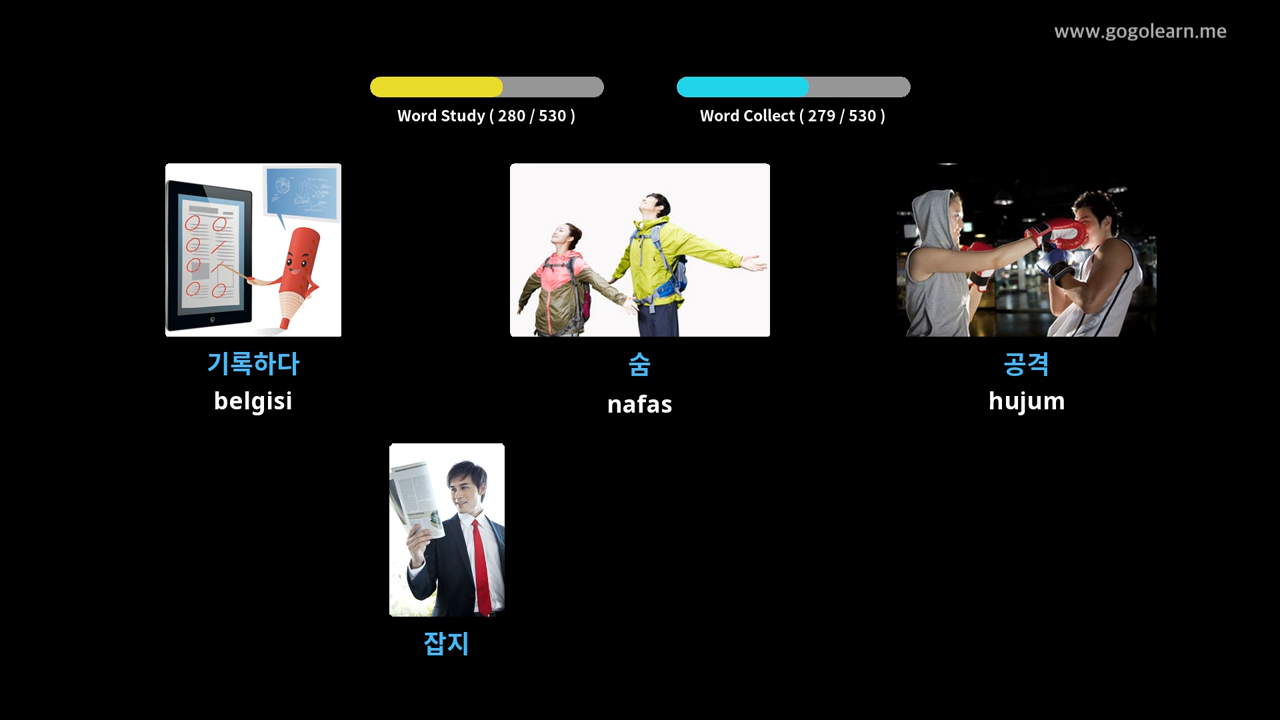 www.gogolearn.me
Word Study ( 280 / 530 )
Word Collect ( 279 / 530 )
기록하다
belgisi
숨
nafas
공격
hujum
잡지